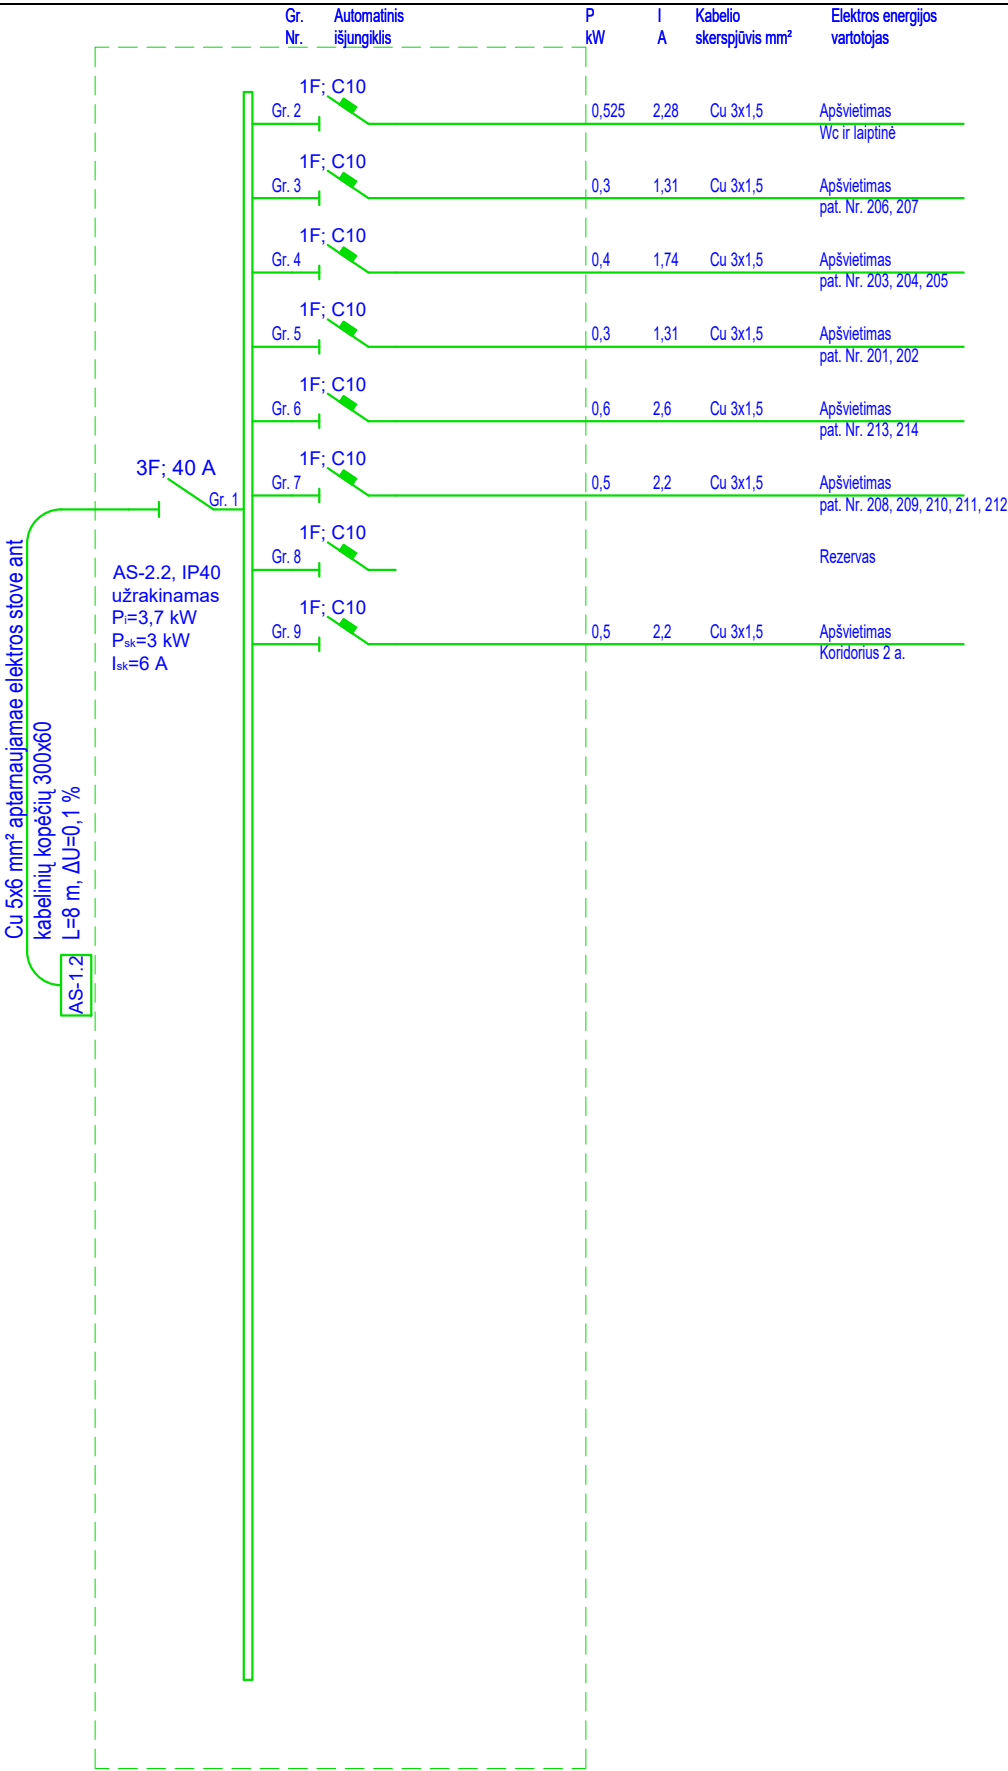 Gr. Automatinis P I Kabelio Elektros energijos
Nr. išjungiklis kW A skerspjūvis mm² vartotojas
1F; C10
Gr. 2 0,525 2,28 Cu 3x1,5 Apšvietimas
Wc ir laiptinė
1F; C10
Gr. 3 0,3 1,31 Cu 3x1,5 Apšvietimas
pat. Nr. 206, 207
1F; C10
Gr. 4 0,4 1,74 Cu 3x1,5 Apšvietimas
pat. Nr. 203, 204, 205
1F; C10
Gr. 5 0,3 1,31 Cu 3x1,5 Apšvietimas
pat. Nr. 201, 202
1F; C10
Gr. 6 0,6 2,6 Cu 3x1,5 Apšvietimas
pat. Nr. 213, 214
1F; C10
Gr. 7 0,5 2,2 Cu 3x1,5 Apšvietimas
pat. Nr. 208, 209, 210, 211, 212
1F; C10
Gr. 8 Rezervas
1F; C10
Gr. 9 0,5 2,2 Cu 3x1,5 Apšvietimas
Koridorius 2 a.
3F; 40 A
Gr. 1
AS-2.2, IP40
užrakinamas
Pi=3,7 kW
Psk=3 kW
Isk=6 A
Cu 5x6 mm² aptarnaujamae elektros stove ant
kabelinių kopėčių 300x60
L=8 m, ΔU=0,1 %
AS-1.2